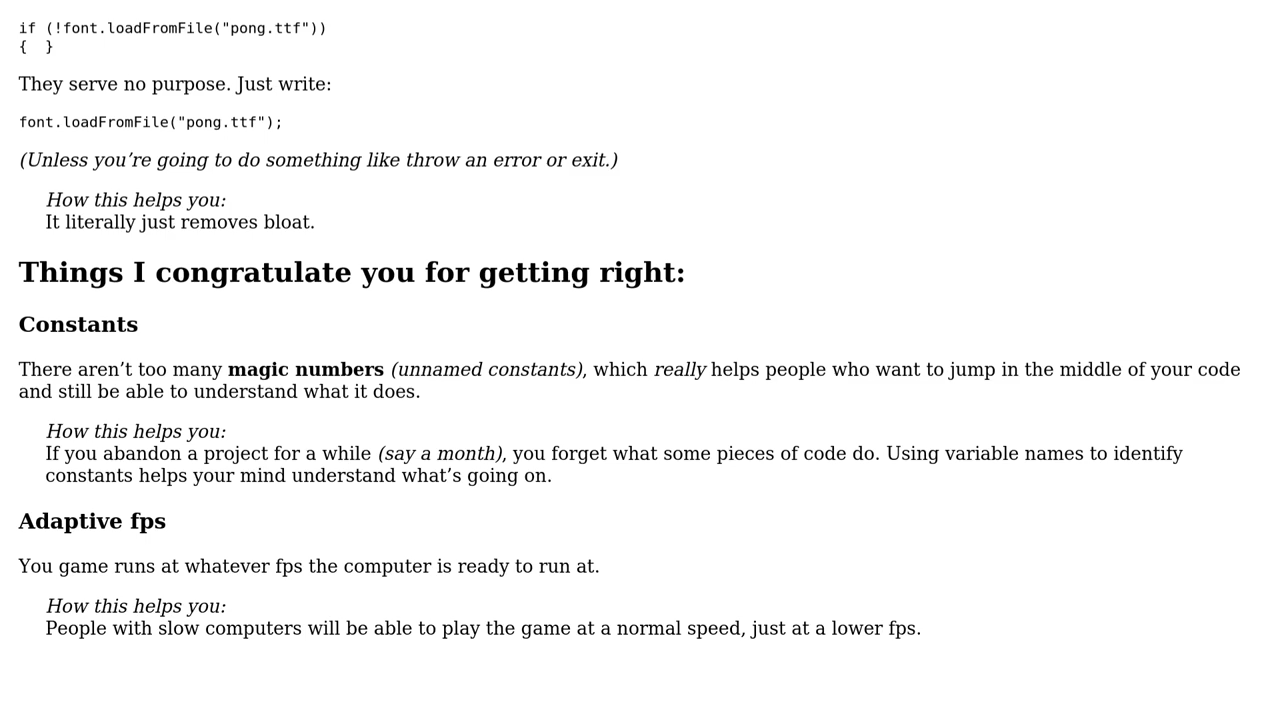 if (!font.loadFromFile("pong.ttf"))
{  }
They serve no purpose. Just write:
font.loadFromFile("pong.ttf");
(Unless you’re going to do something like throw an error or exit.)
How this helps you:
It literally just removes bloat.
Things I congratulate you for getting right:
Constants
There aren’t too many magic numbers (unnamed constants), which really helps people who want to jump in the middle of your code
and still be able to understand what it does.
How this helps you:
If you abandon a project for a while (say a month), you forget what some pieces of code do. Using variable names to identify
constants helps your mind understand what’s going on.
Adaptive fps
You game runs at whatever fps the computer is ready to run at.
How this helps you:
People with slow computers will be able to play the game at a normal speed, just at a lower fps.